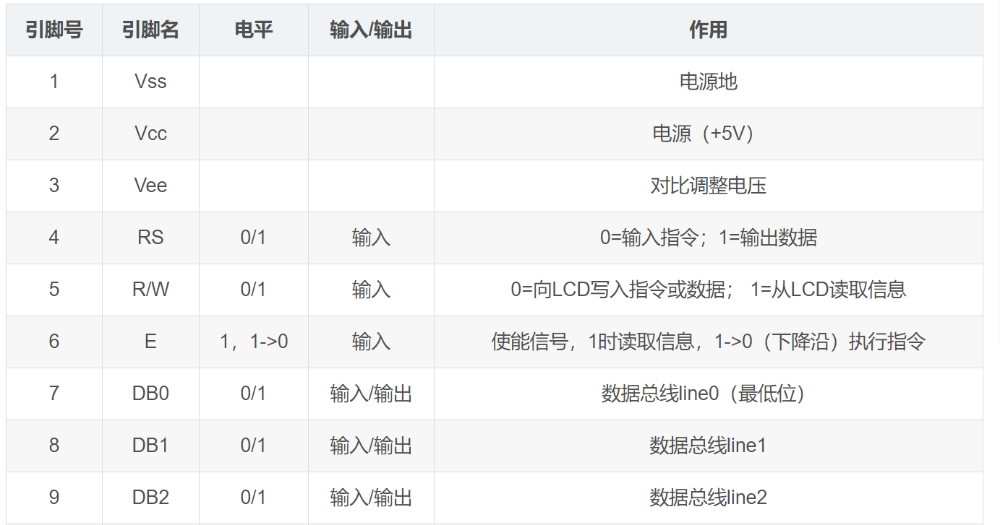 引脚号 引脚名 电平 输入/输出 作用
1 Vss 电源地
2 Vcc 电源（+5V）
3 Vee 对比调整电压
4 RS 0/1 输入 0=输入指令；1=输出数据
5 R/W 0/1 输入 0=向LCD写入指令或数据； 1=从LCD读取信息
6 E 1，1->0 输入 使能信号，1时读取信息，1->0（下降沿）执行指令
7 DB0 0/1 输入/输出 数据总线line0（最低位）
8 DB1 0/1 输入/输出 数据总线line1
9 DB2 0/1 输入/输出 数据总线line2